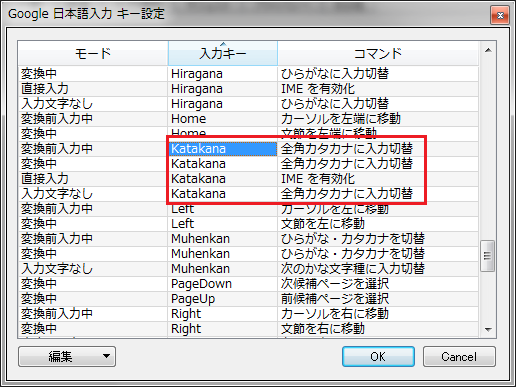 Google 日本語入力 キー設定
モード 入力キー コマンド
変換中 Hiragana ひらがなに入力切替
直接入力 Hiragana IME を有効化
入力文字なし Hiragana ひらがなに入力切替
変換前入力中 Home カーソルを左端に移動
変換中 Home 文節を左端に移動
変換前入力中 Katakana 全角カタカナに入力切替
変換中 Katakana 全角カタカナに入力切替
直接入力 Katakana IME を有効化
入力文字なし Katakana 全角カタカナに入力切替
変換前入力中 Left カーソルを左に移動
変換中 Left 文節を左に移動
変換前入力中 Muhenkan ひらがな・カタカナを切替
変換中 Muhenkan ひらがな・カタカナを切替
入力文字なし Muhenkan 次のかな文字種に入力切替
変換中 PageDown 次候補ページを選択
変換中 PageUp 前候補ページを選択
変換前入力中 Right カーソルを右に移動
変換中 Right 文節を右に移動
編集 OK Cancel